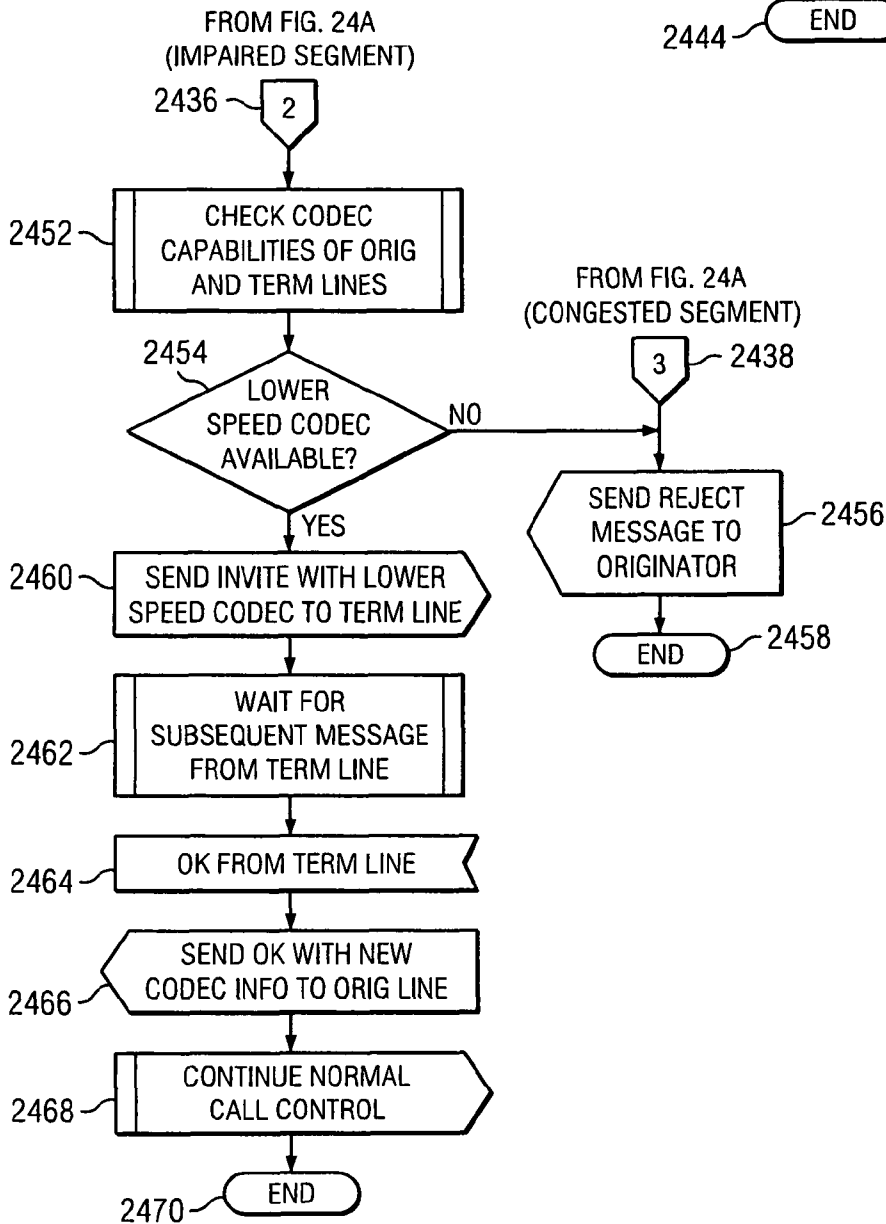 FROM FIG. 24A
(IMPAIRED SEGMENT)
2436
2
2444
END
2452
CHECK CODEC
CAPABILITIES OF ORIG
AND TERM LINES
FROM FIG. 24A
(CONGESTED SEGMENT)
3
2438
2454
LOWER
SPEED CODEC
AVAILABLE?
NO
YES
SEND REJECT
MESSAGE TO
ORIGINATOR
2456
END
2458
2460
SEND INVITE WITH LOWER
SPEED CODEC TO TERM LINE
2462
WAIT FOR
SUBSEQUENT MESSAGE
FROM TERM LINE
2464
OK FROM TERM LINE
2466
SEND OK WITH NEW
CODEC INFO TO ORIG LINE
2468
CONTINUE NORMAL
CALL CONTROL
2470
END